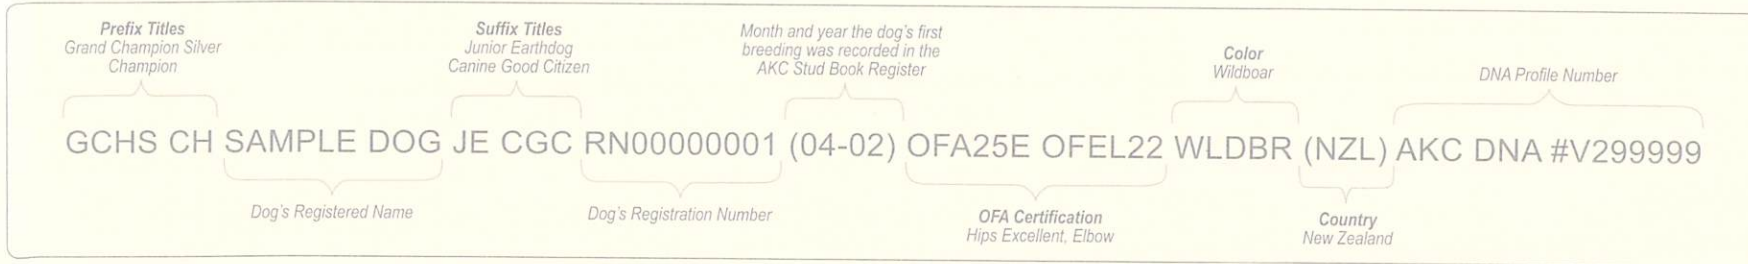 Prefix Titles
Grand Champion Silver
Champion
Suffix Titles
Junior Earthdog
Canine Good Citizen
Month and year the dog's first
breeding was recorded in the
AKC Stud Book Register
Color
Wildboar
DNA Profile Number
GCHS CH SAMPLE DOG JE CGC RN00000001 (04-02) OFA25E OFEL22 WLDBR (NZL) AKC DNA #V299999
Dog's Registered Name
Dog's Registration Number
OFA Certification
Hips Excellent, Elbow
Country
New Zealand